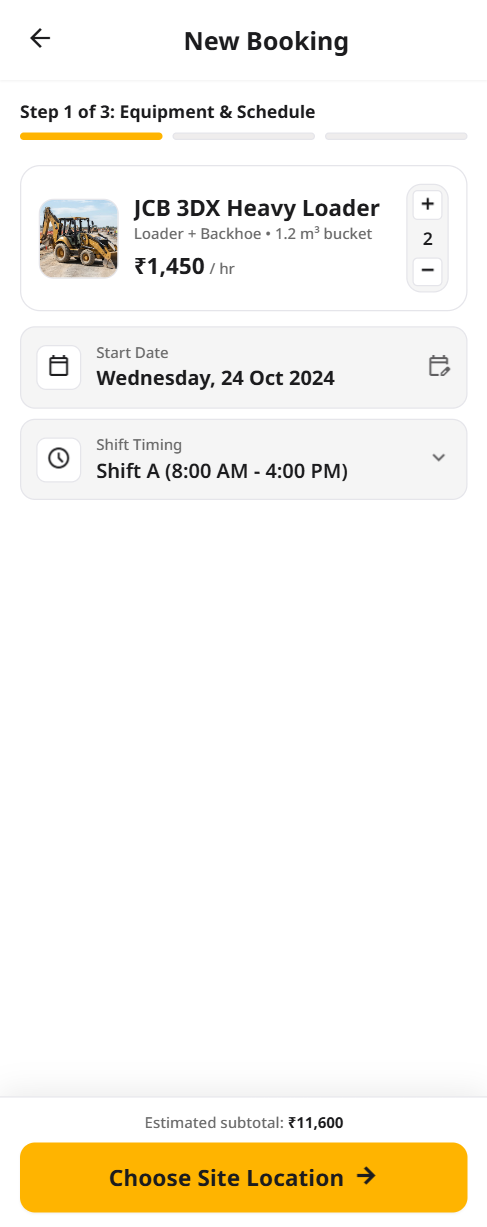 New Booking
Step 1 of 3: Equipment & Schedule
JCB 3DX Heavy Loader
Loader + Backhoe • 1.2 m³ bucket
₹1,450 / hr
+
2
−
Start Date
Wednesday, 24 Oct 2024
Shift Timing
Shift A (8:00 AM - 4:00 PM)
Estimated subtotal: ₹11,600
Choose Site Location →